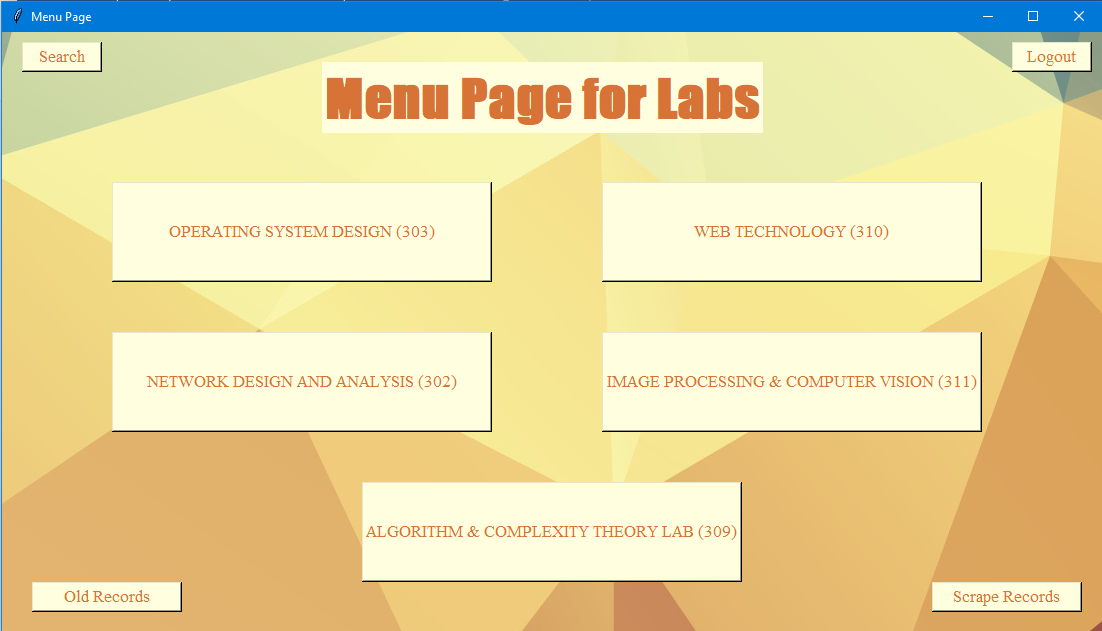 Menu Page
Search
Logout
Menu Page for Labs
OPERATING SYSTEM DESIGN (303)
WEB TECHNOLOGY (310)
NETWORK DESIGN AND ANALYSIS (302)
IMAGE PROCESSING & COMPUTER VISION (311)
ALGORITHM & COMPLEXITY THEORY LAB (309)
Old Records
Scrape Records